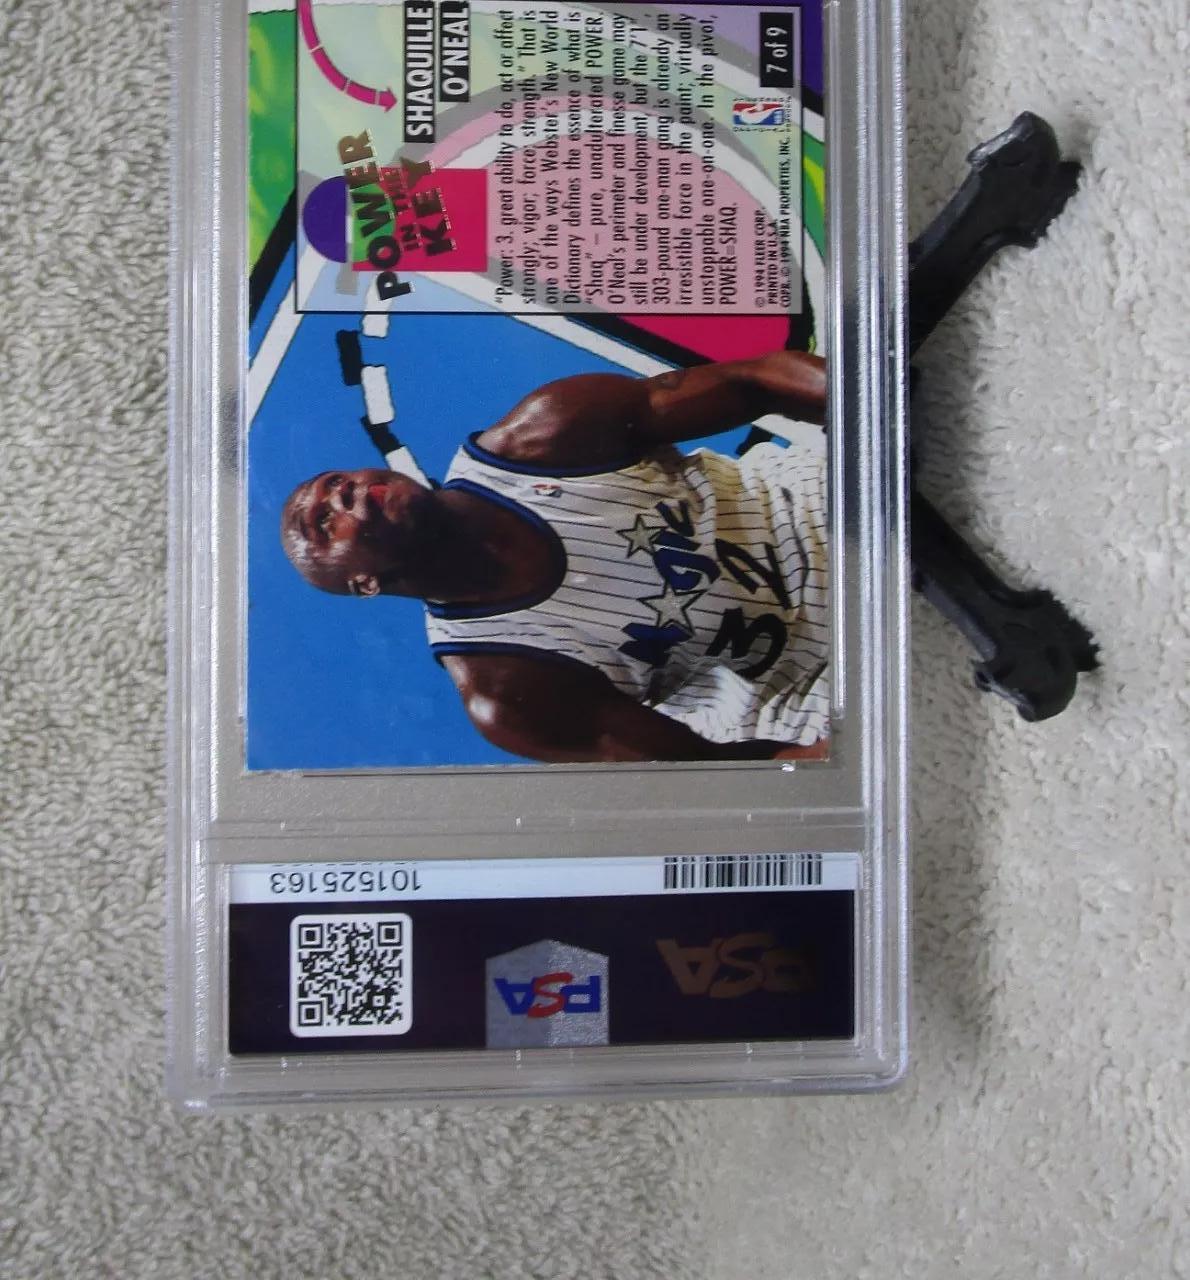 POWER
IN THE
KEY
SHAQUILLE
O'NEAL
"Power: 3. great ability to do, act or affect
strongly; vigor; force; strength." That is
one of the ways Webster's New World
Dictionary defines the essence of what is
"Shaq" — pure, unadulterated POWER.
O'Neal's perimeter and finesse game may
still be under development, but the 7'1",
303-pound one-man gang is already an
irresistible force in the paint; virtually
unstoppable one-on-one. In the pivot,
POWER=SHAQ.
© 1994 FLEER CORP.
PRINTED IN U.S.A.
COPR. © 1994 NBA PROPERTIES, INC.
7 of 9
MAGIC
32
101525163
PSA
PSA